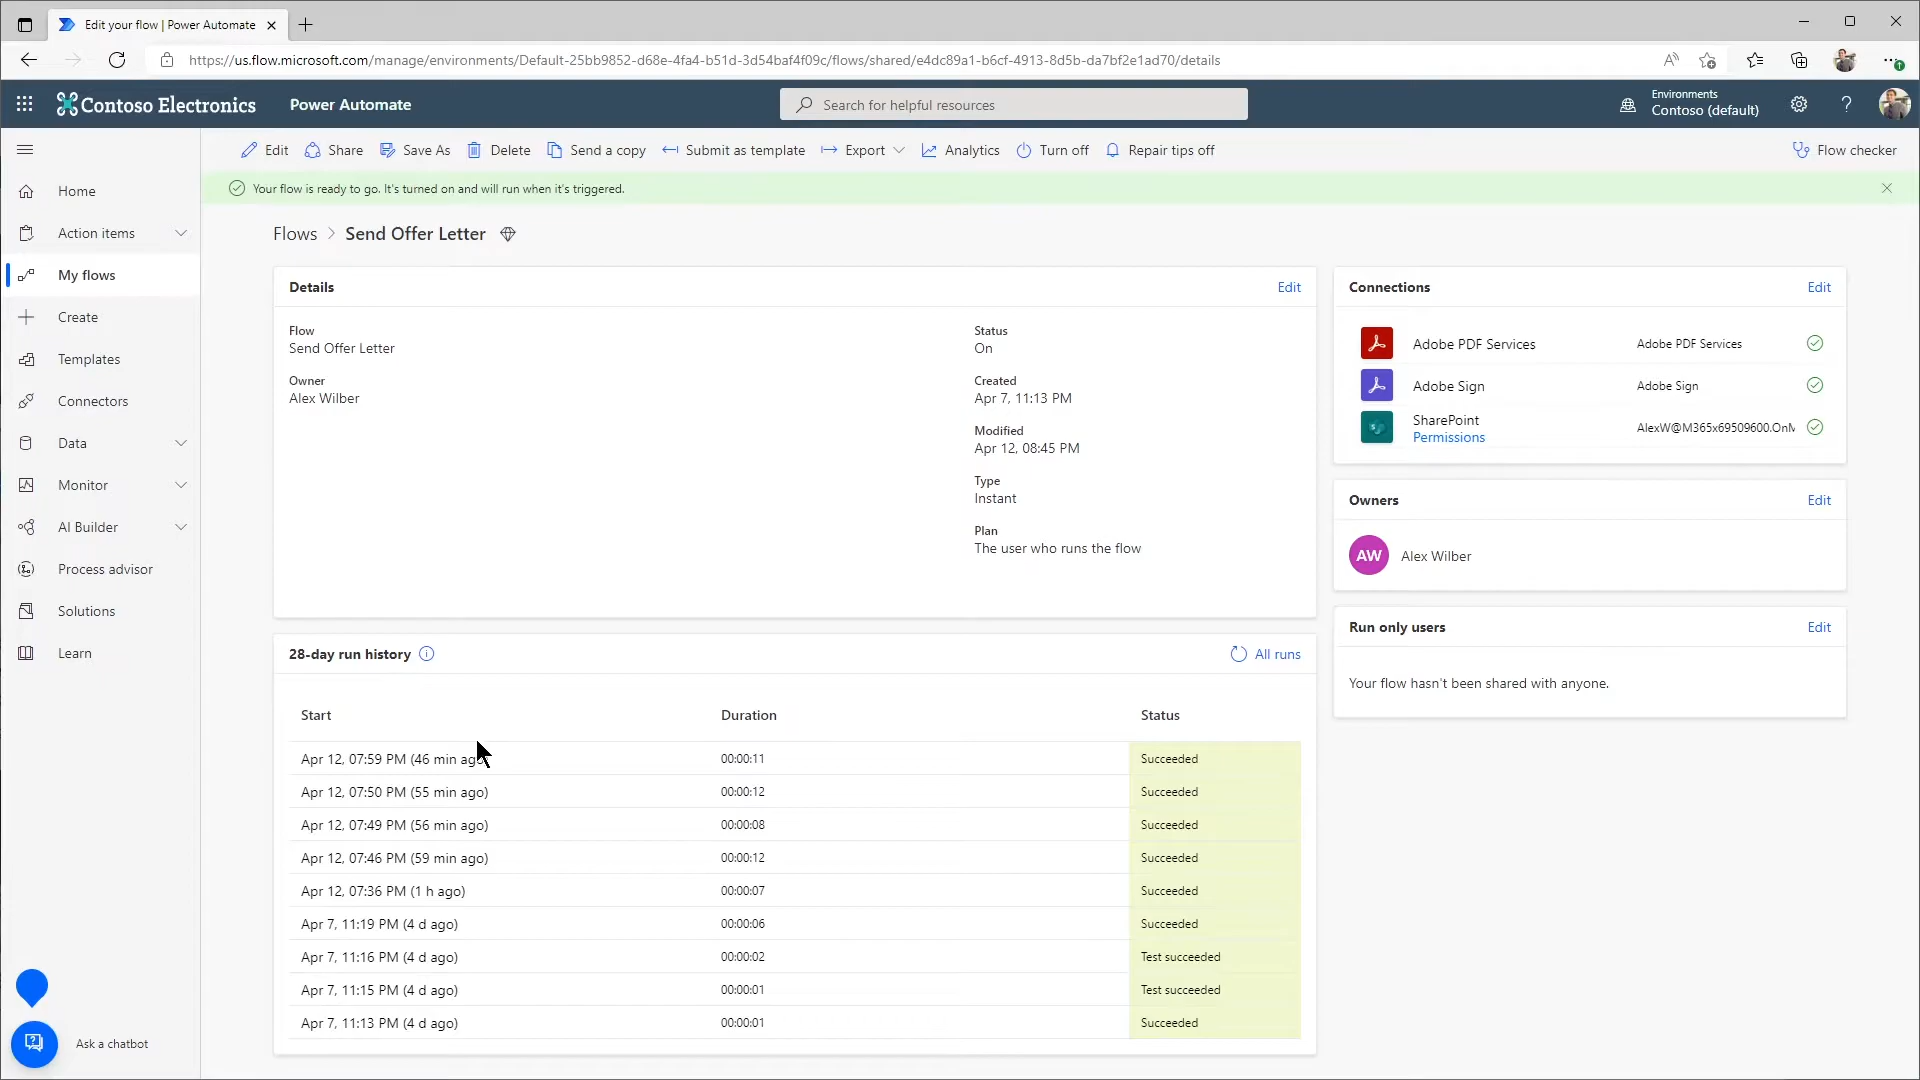 Edit your flow | Power Automate
https://us.flow.microsoft.com/manage/environments/Default-25bb9852-d68e-4fa4-b51d-3d54baf4f09c/flows/shared/e4dc89a1-b6cf-4913-8d5b-da7bf2e1ad70/details
Contoso Electronics
Power Automate
Search for helpful resources
Environments
Contoso (default)
Edit
Share
Save As
Delete
Send a copy
Submit as template
Export
Analytics
Turn off
Repair tips off
Flow checker
Your flow is ready to go. It's turned on and will run when it's triggered.
Home
Action items
My flows
Create
Templates
Connectors
Data
Monitor
AI Builder
Process advisor
Solutions
Learn
Ask a chatbot
Flows > Send Offer Letter
Details
Edit
Flow
Send Offer Letter
Owner
Alex Wilber
Status
On
Created
Apr 7, 11:13 PM
Modified
Apr 12, 08:45 PM
Type
Instant
Plan
The user who runs the flow
28-day run history
All runs
Start Duration Status
Apr 12, 07:59 PM (46 min ago) 00:00:11 Succeeded
Apr 12, 07:50 PM (55 min ago) 00:00:12 Succeeded
Apr 12, 07:49 PM (56 min ago) 00:00:08 Succeeded
Apr 12, 07:46 PM (59 min ago) 00:00:12 Succeeded
Apr 12, 07:36 PM (1 h ago) 00:00:07 Succeeded
Apr 7, 11:19 PM (4 d ago) 00:00:06 Succeeded
Apr 7, 11:16 PM (4 d ago) 00:00:02 Test succeeded
Apr 7, 11:15 PM (4 d ago) 00:00:01 Test succeeded
Apr 7, 11:13 PM (4 d ago) 00:00:01 Succeeded
Connections
Edit
Adobe PDF Services Adobe PDF Services
Adobe Sign Adobe Sign
SharePoint
Permissions
AlexW@M365x69509600.OnM
Owners
Edit
AW
Alex Wilber
Run only users
Edit
Your flow hasn't been shared with anyone.